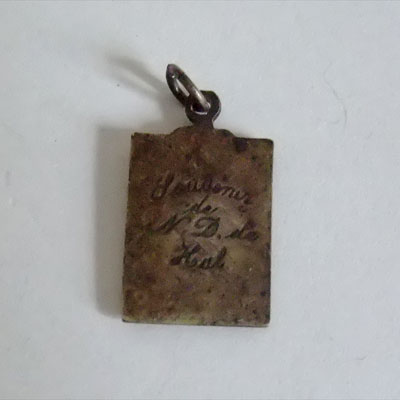 Souvenir
de
N. D. de
Hal